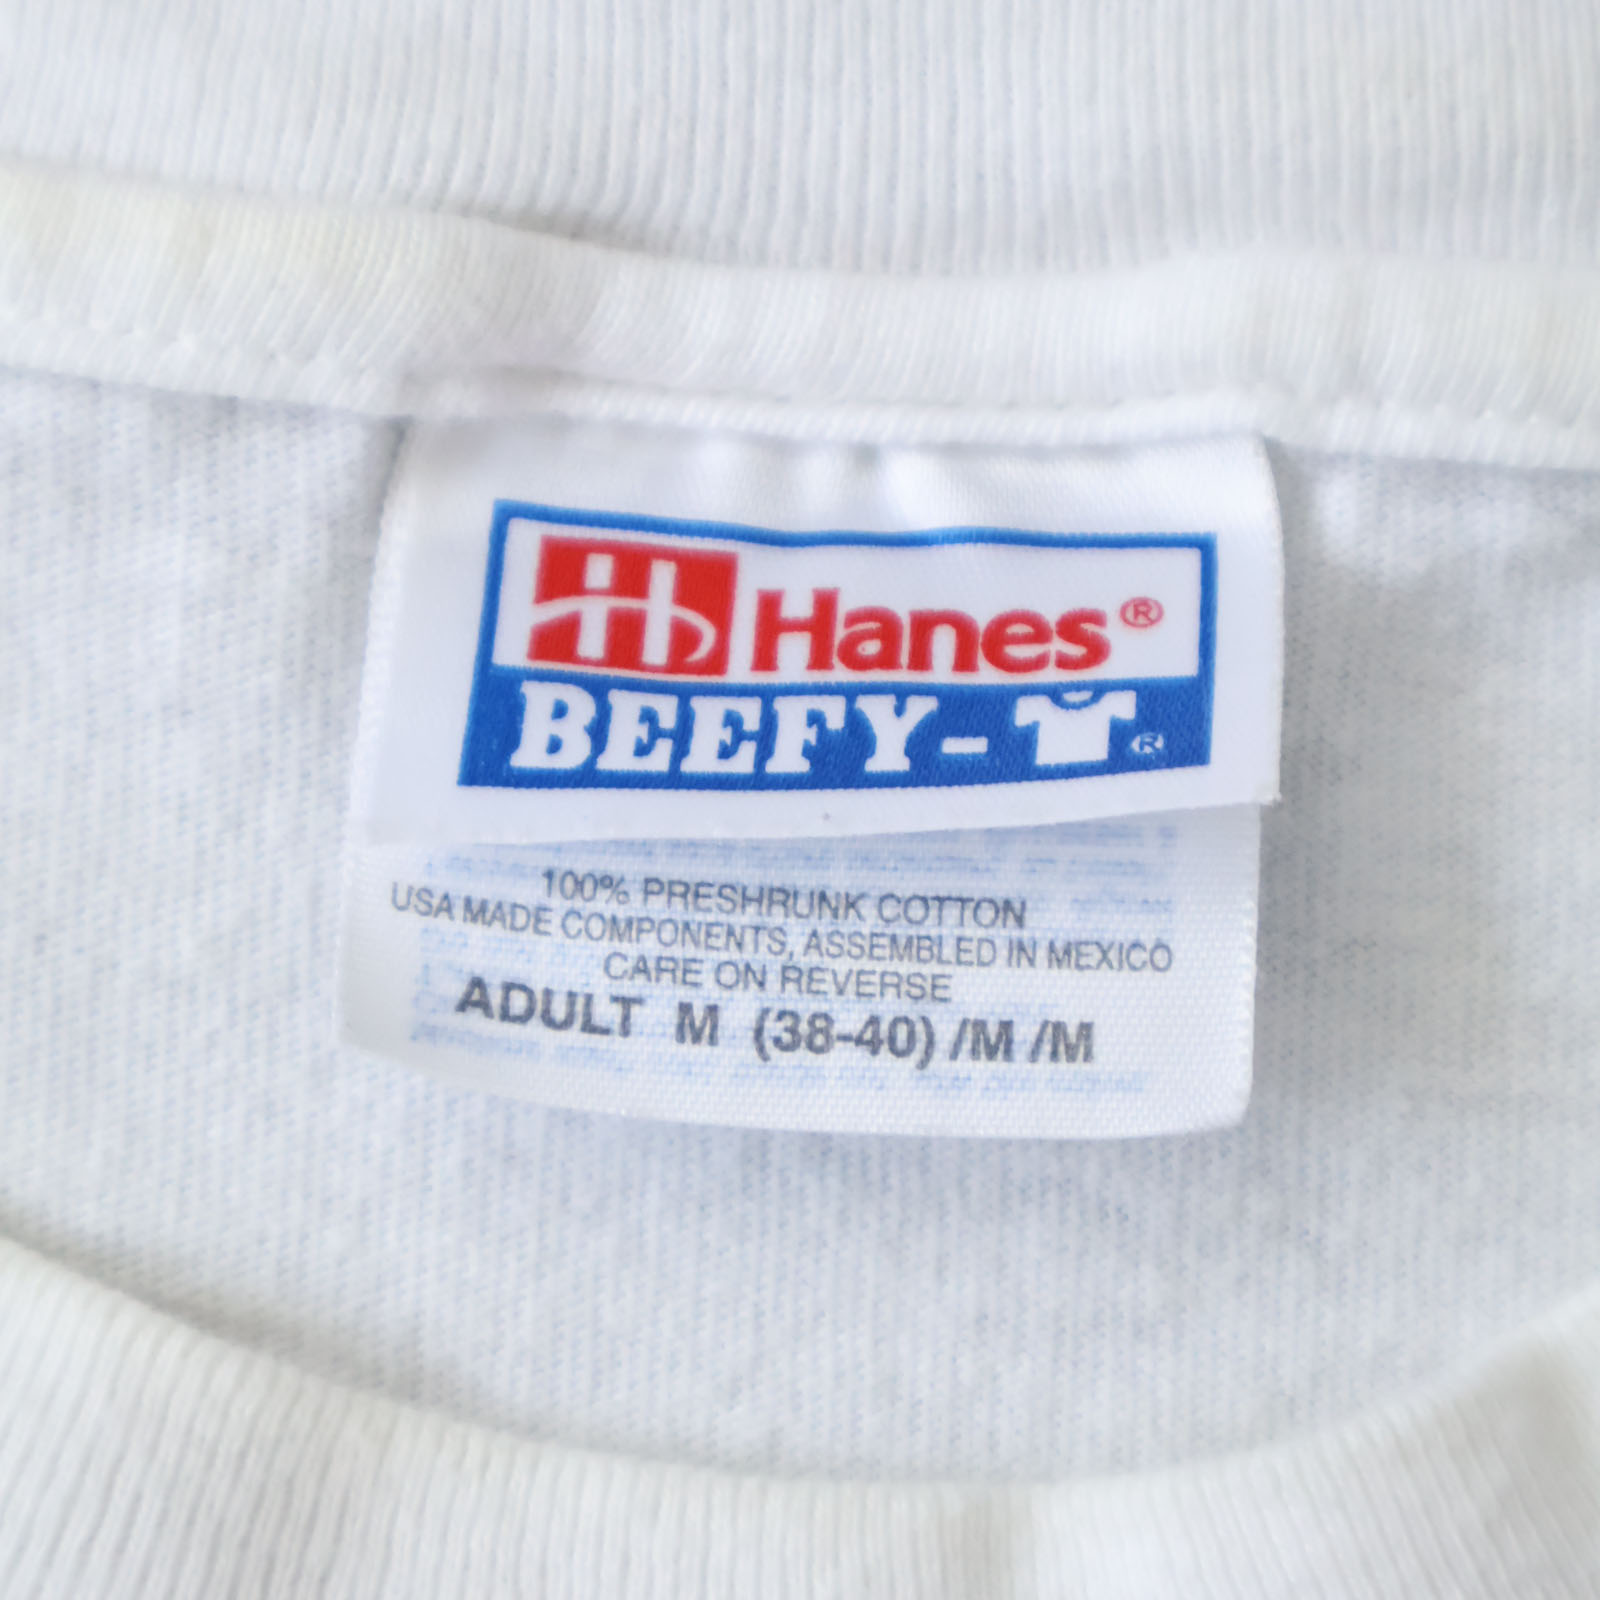 Hanes®
BEEFY-T®
100% PRESHRUNK COTTON
USA MADE COMPONENTS, ASSEMBLED IN MEXICO
CARE ON REVERSE
ADULT M (38-40) /M /M